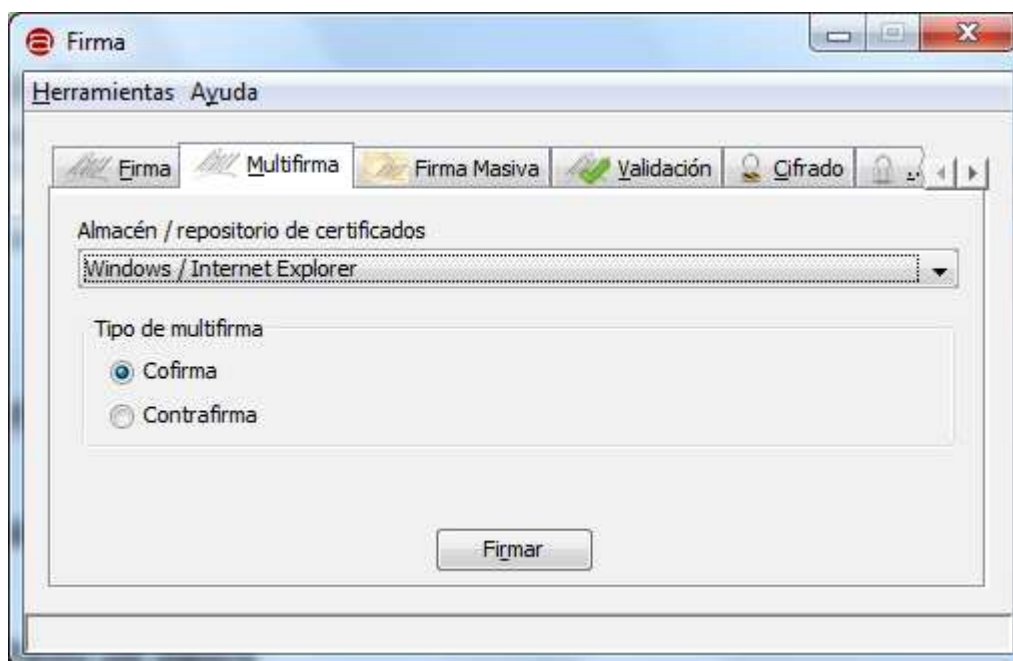 Firma
Herramientas Ayuda
Firma Multifirma Firma Masiva Validación Cifrado ..
Almacén / repositorio de certificados
Windows / Internet Explorer
Tipo de multifirma
Cofirma
Contrafirma
Firmar